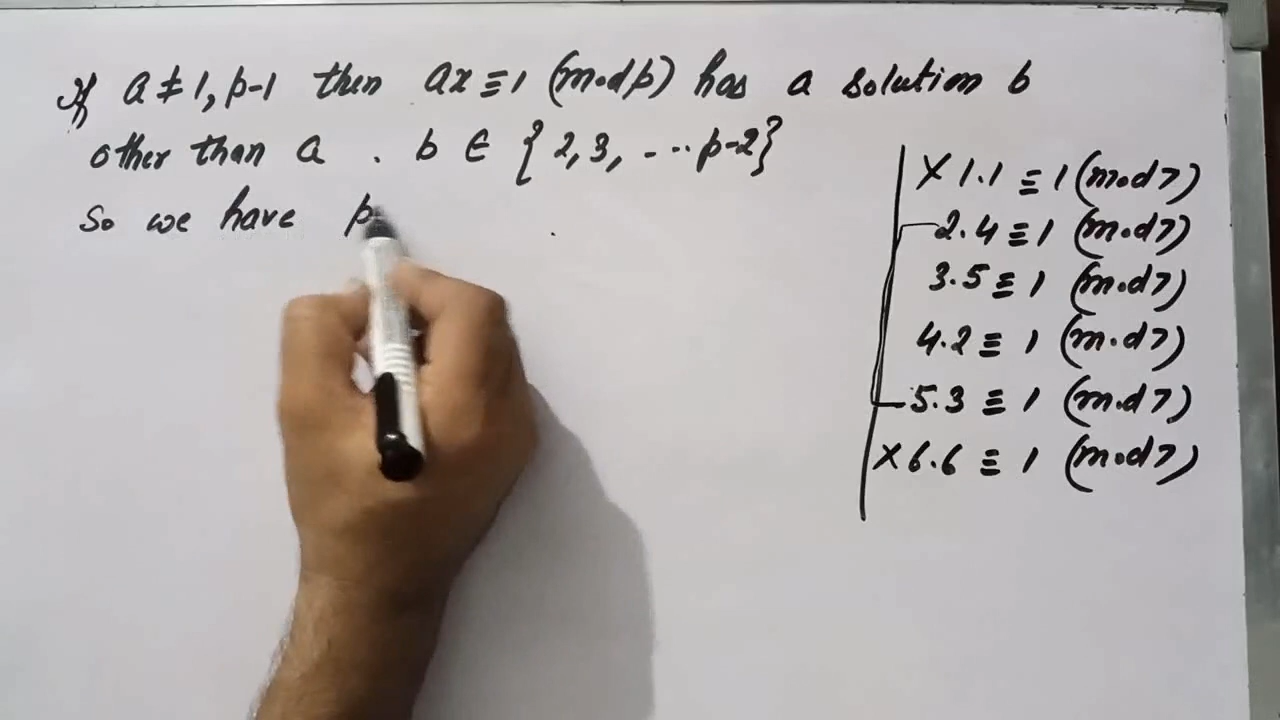 If a ≠ 1, p-1 then ax ≡ 1 (mod p) has a solution b
other than a . b ∈ {2, 3, ... p-2}
So we have p
× 1.1 ≡ 1 (mod 7)
2.4 ≡ 1 (mod 7)
3.5 ≡ 1 (mod 7)
4.2 ≡ 1 (mod 7)
5.3 ≡ 1 (mod 7)
× 6.6 ≡ 1 (mod 7)